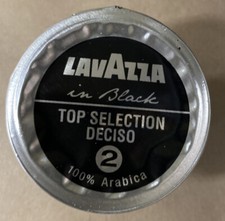 LAVAZZA
in Black
TOP SELECTION
DECISO
2
100% Arabica